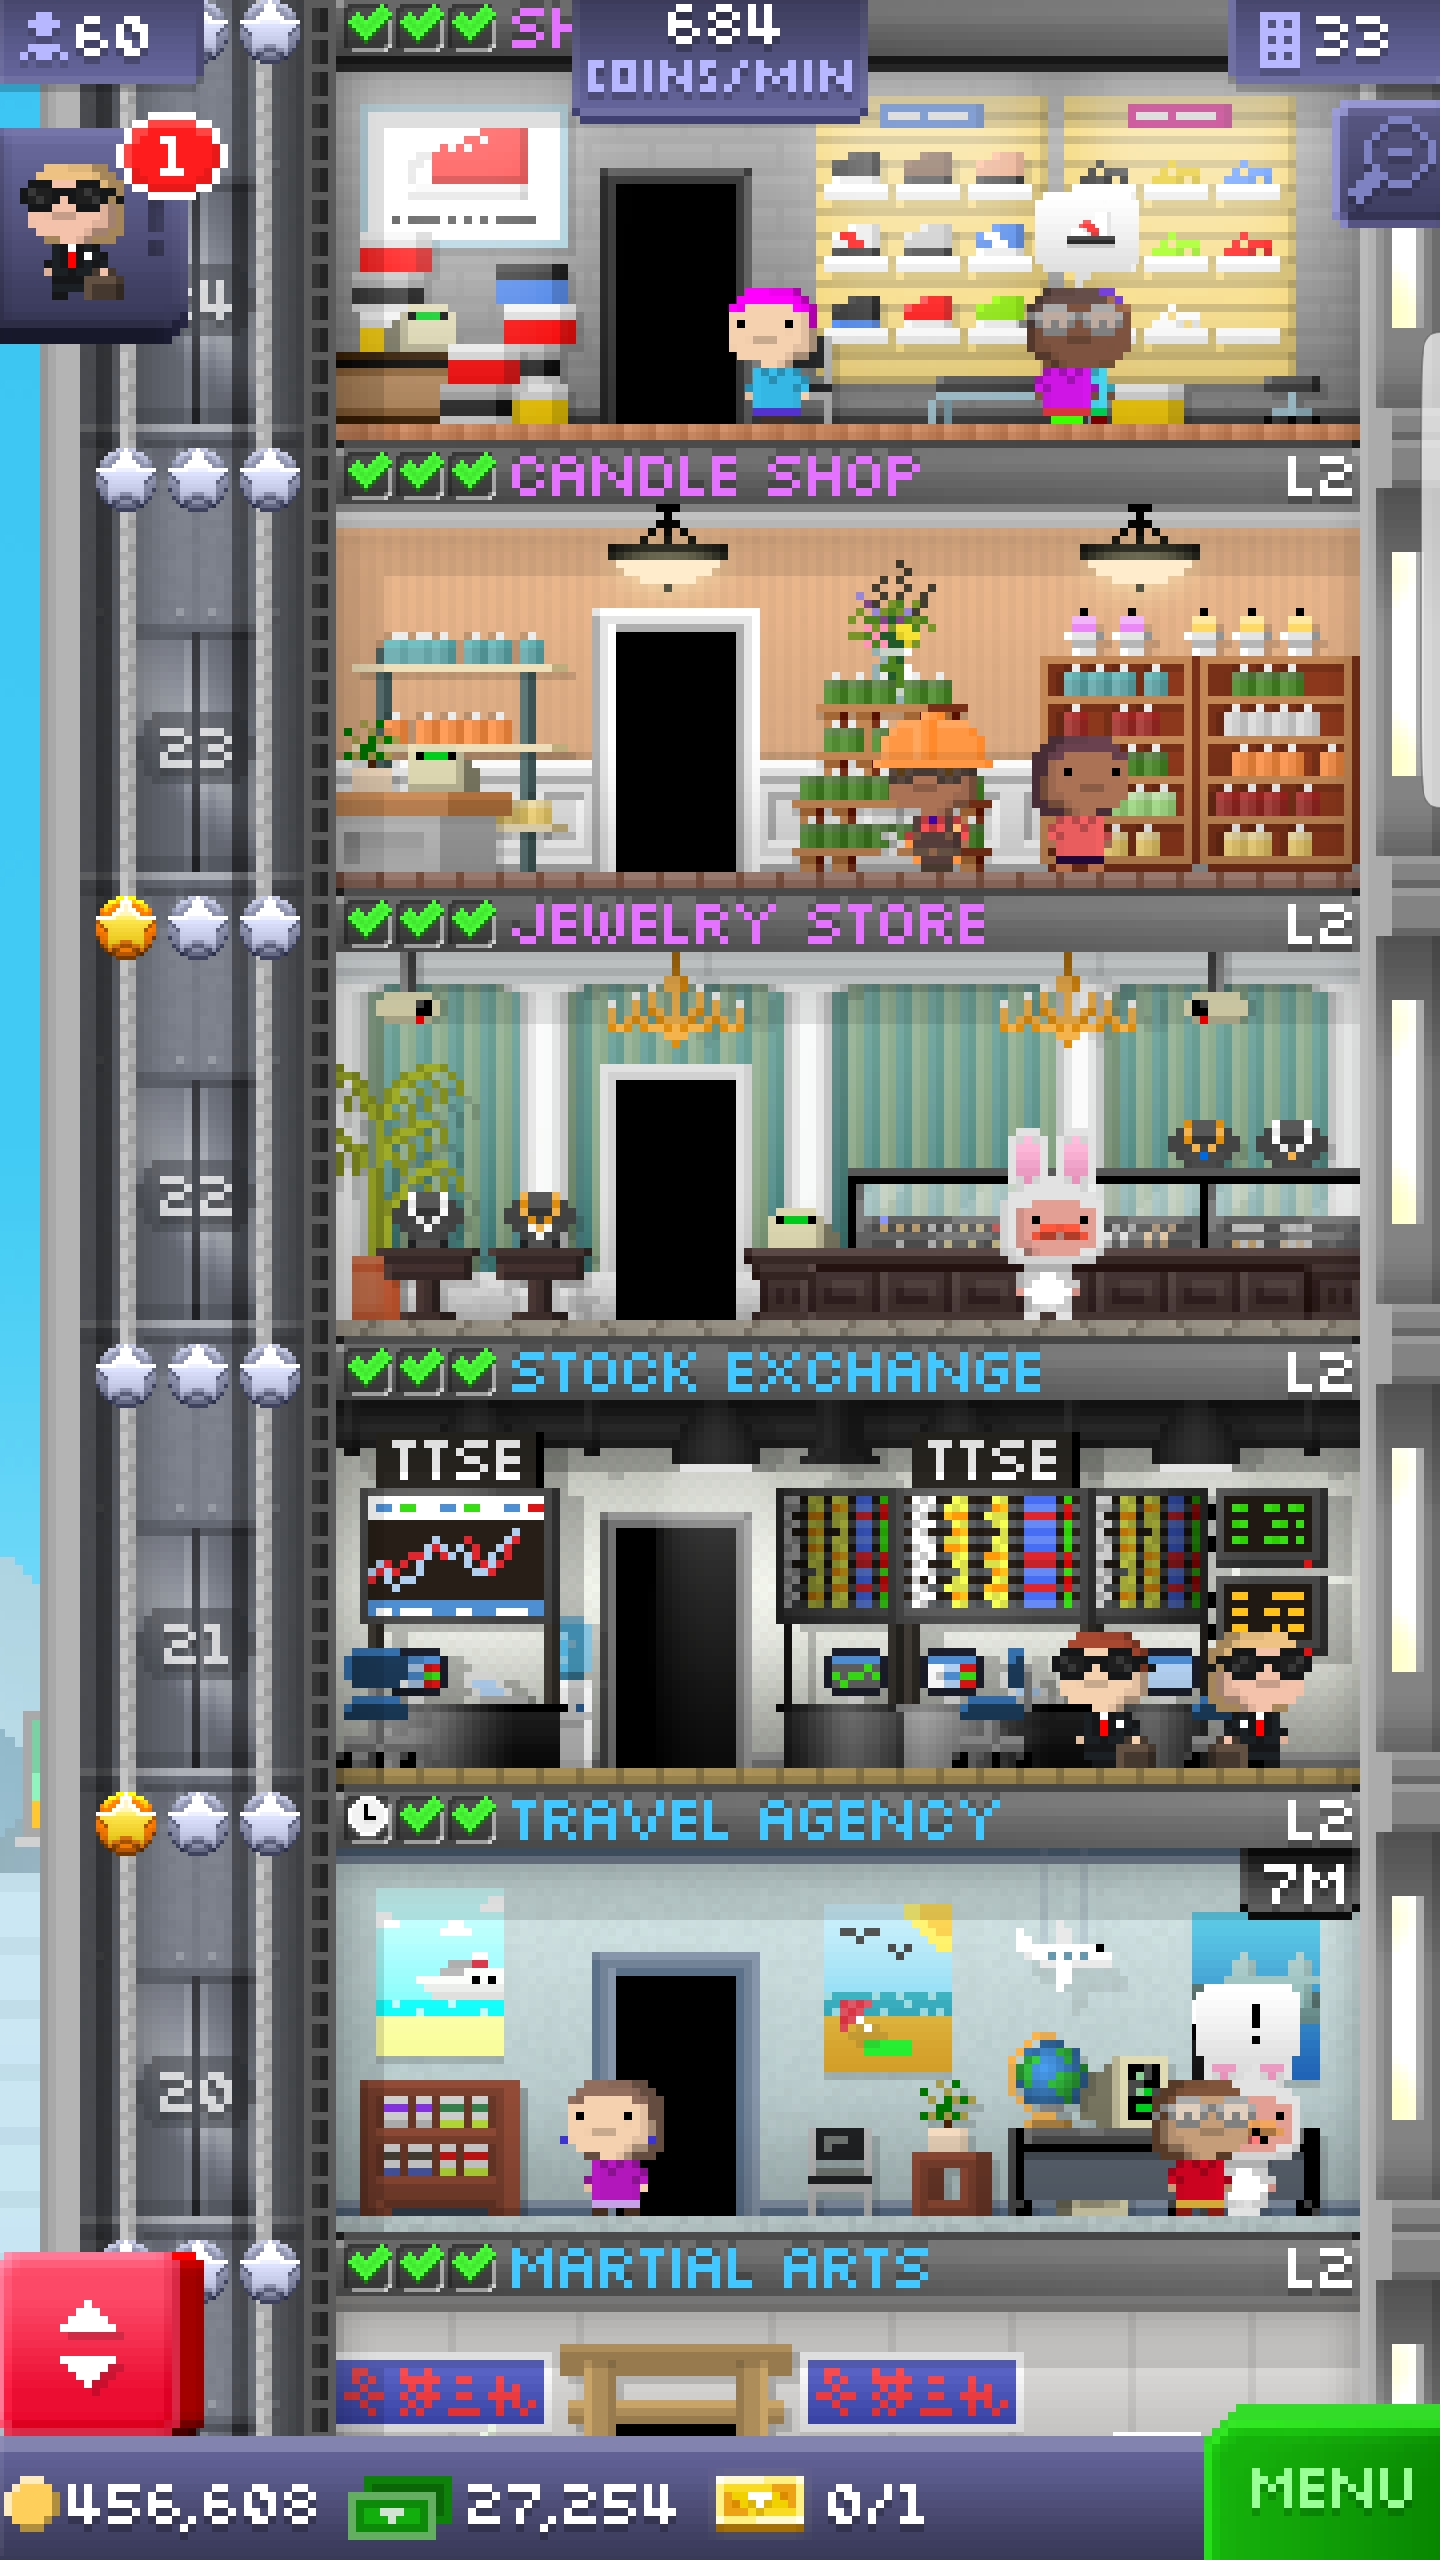 60
684
COINS/MIN
33
SH
1
4
CANDLE SHOP L2
23
JEWELRY STORE L2
22
STOCK EXCHANGE L2
TTSE TTSE
21
TRAVEL AGENCY L2
7M
!
20
MARTIAL ARTS L2
456,608 27,254 0/1
MENU